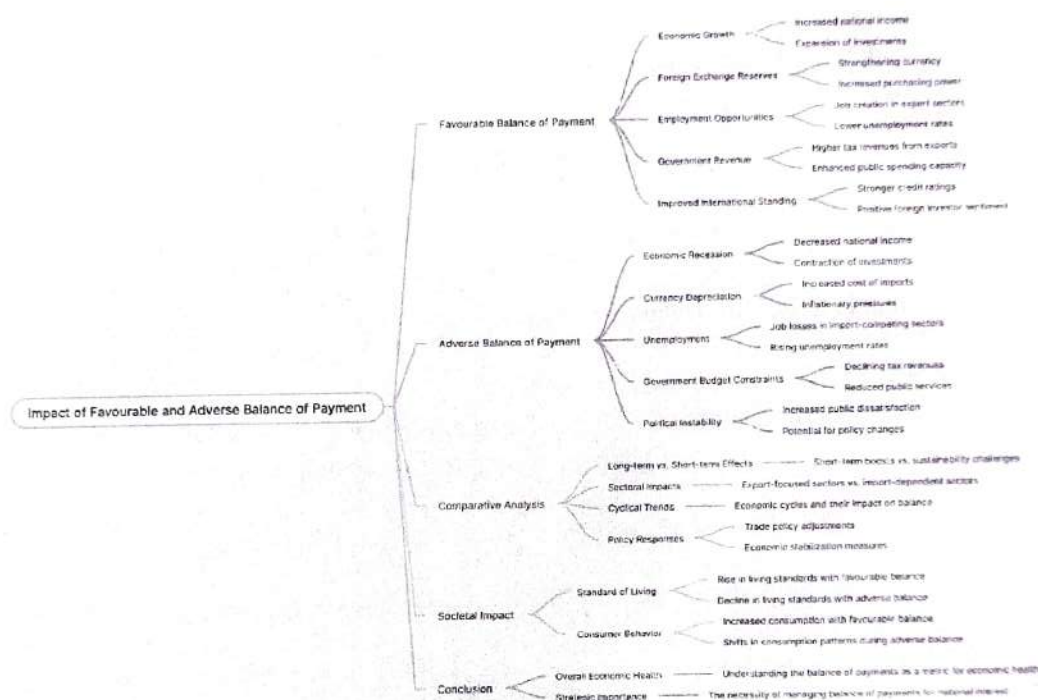 Impact of Favourable and Adverse Balance of Payment
Favourable Balance of Payment
Economic Growth
Increased national income
Expansion of investments
Foreign Exchange Reserves
Strengthening currency
Increased purchasing power
Employment Opportunities
Job creation in export sectors
Lower unemployment rates
Government Revenue
Higher tax revenues from exports
Enhanced public spending capacity
Improved International Standing
Stronger credit ratings
Positive foreign investor sentiment
Adverse Balance of Payment
Economic Recession
Decreased national income
Contraction of investments
Currency Depreciation
Increased cost of imports
Inflationary pressures
Unemployment
Job losses in import-competing sectors
Rising unemployment rates
Government Budget Constraints
Declining tax revenues
Reduced public services
Political Instability
Increased public dissatisfaction
Potential for policy changes
Comparative Analysis
Long-term vs. Short-term Effects
Short-term boosts vs. sustainability challenges
Sectoral Impacts
Export-focused sectors vs. import-dependent sectors
Cyclical Trends
Economic cycles and their impact on balance
Policy Responses
Trade policy adjustments
Economic stabilization measures
Societal Impact
Standard of Living
Rise in living standards with favourable balance
Decline in living standards with adverse balance
Consumer Behavior
Increased consumption with favourable balance
Shifts in consumption patterns during adverse balance
Conclusion
Overall Economic Health
Understanding the balance of payments as a metric for economic health
Strategic Importance
The necessity of managing balance of payments for national interest